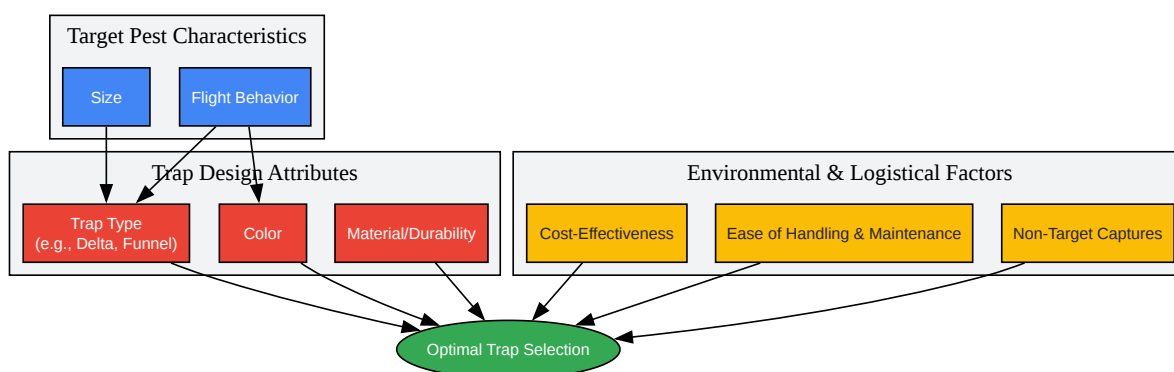 Target Pest Characteristics
Size
Flight Behavior
Trap Design Attributes
Environmental & Logistical Factors
Trap Type
(e.g., Delta, Funnel)
Color
Material/Durability
Cost-Effectiveness
Ease of Handling & Maintenance
Non-Target Captures
Optimal Trap Selection